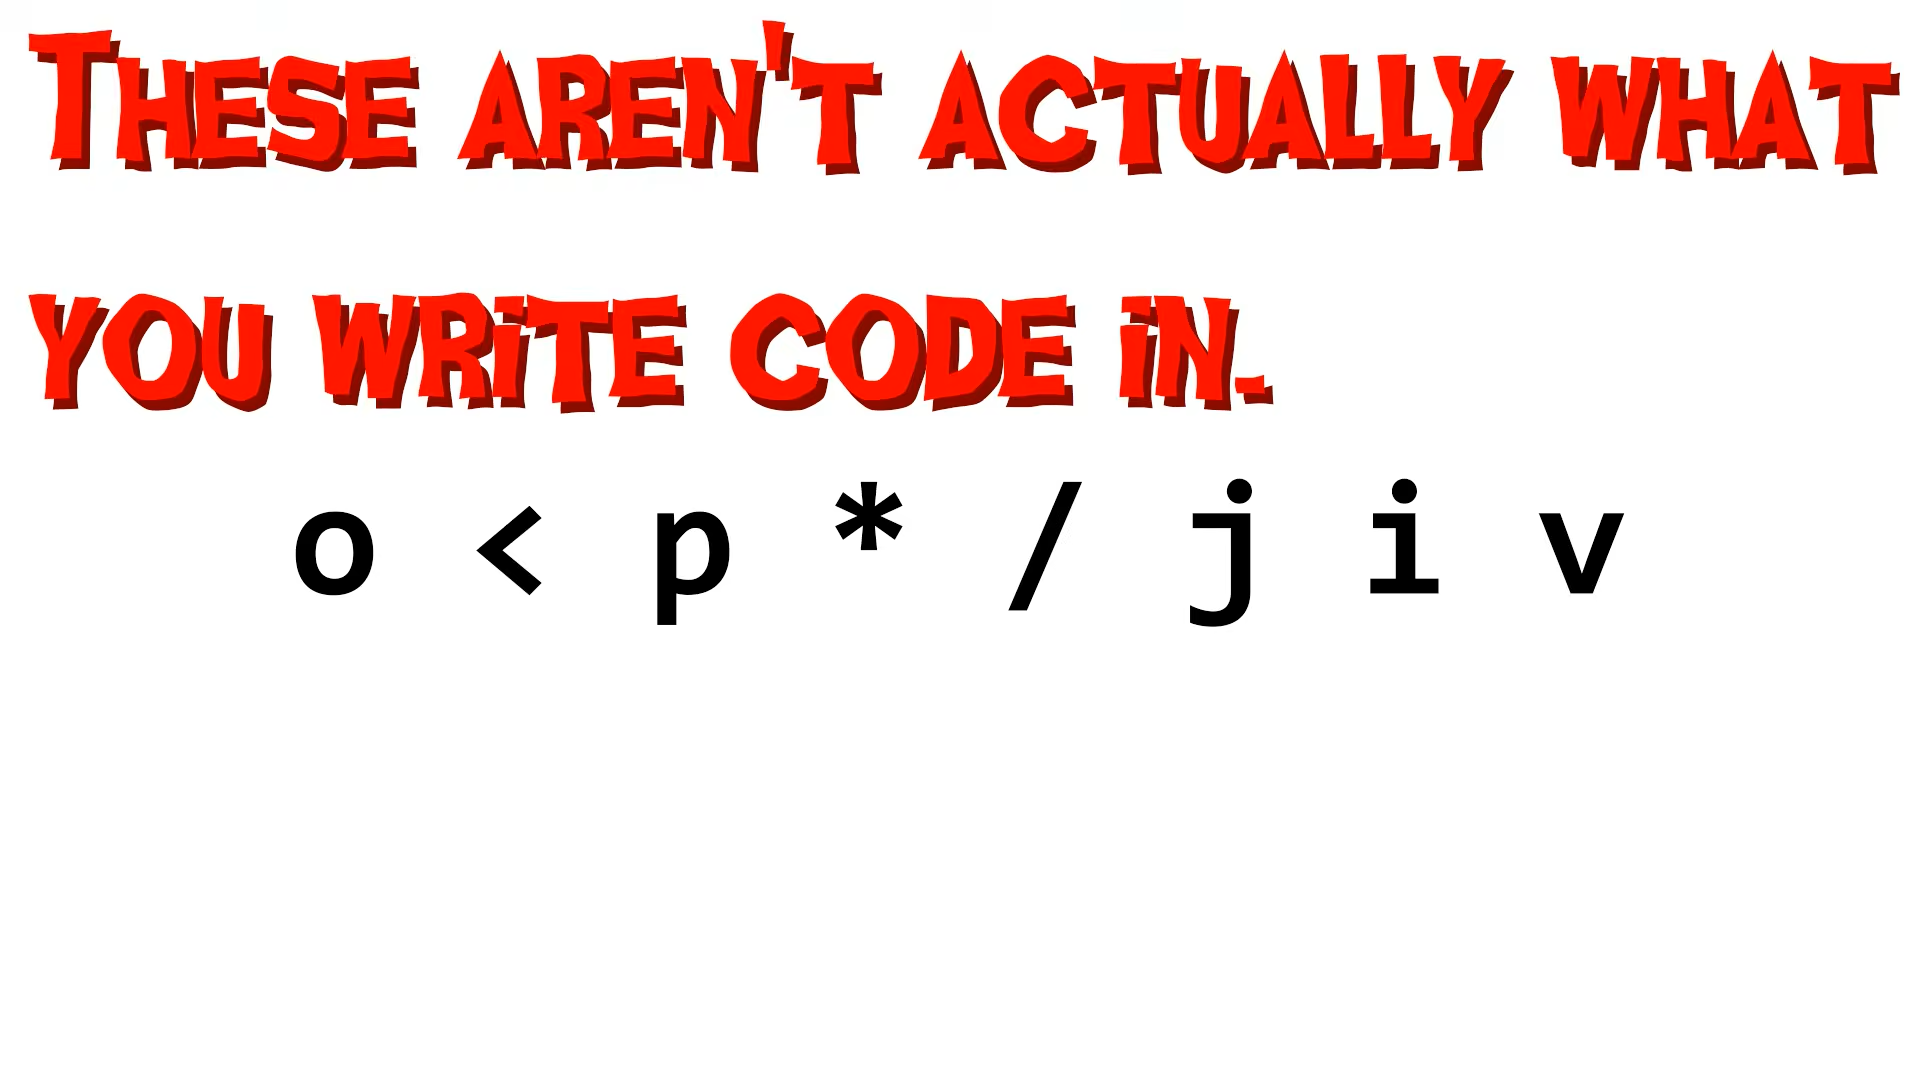 These aren't actually what
you write code in.
o < p * / j i v